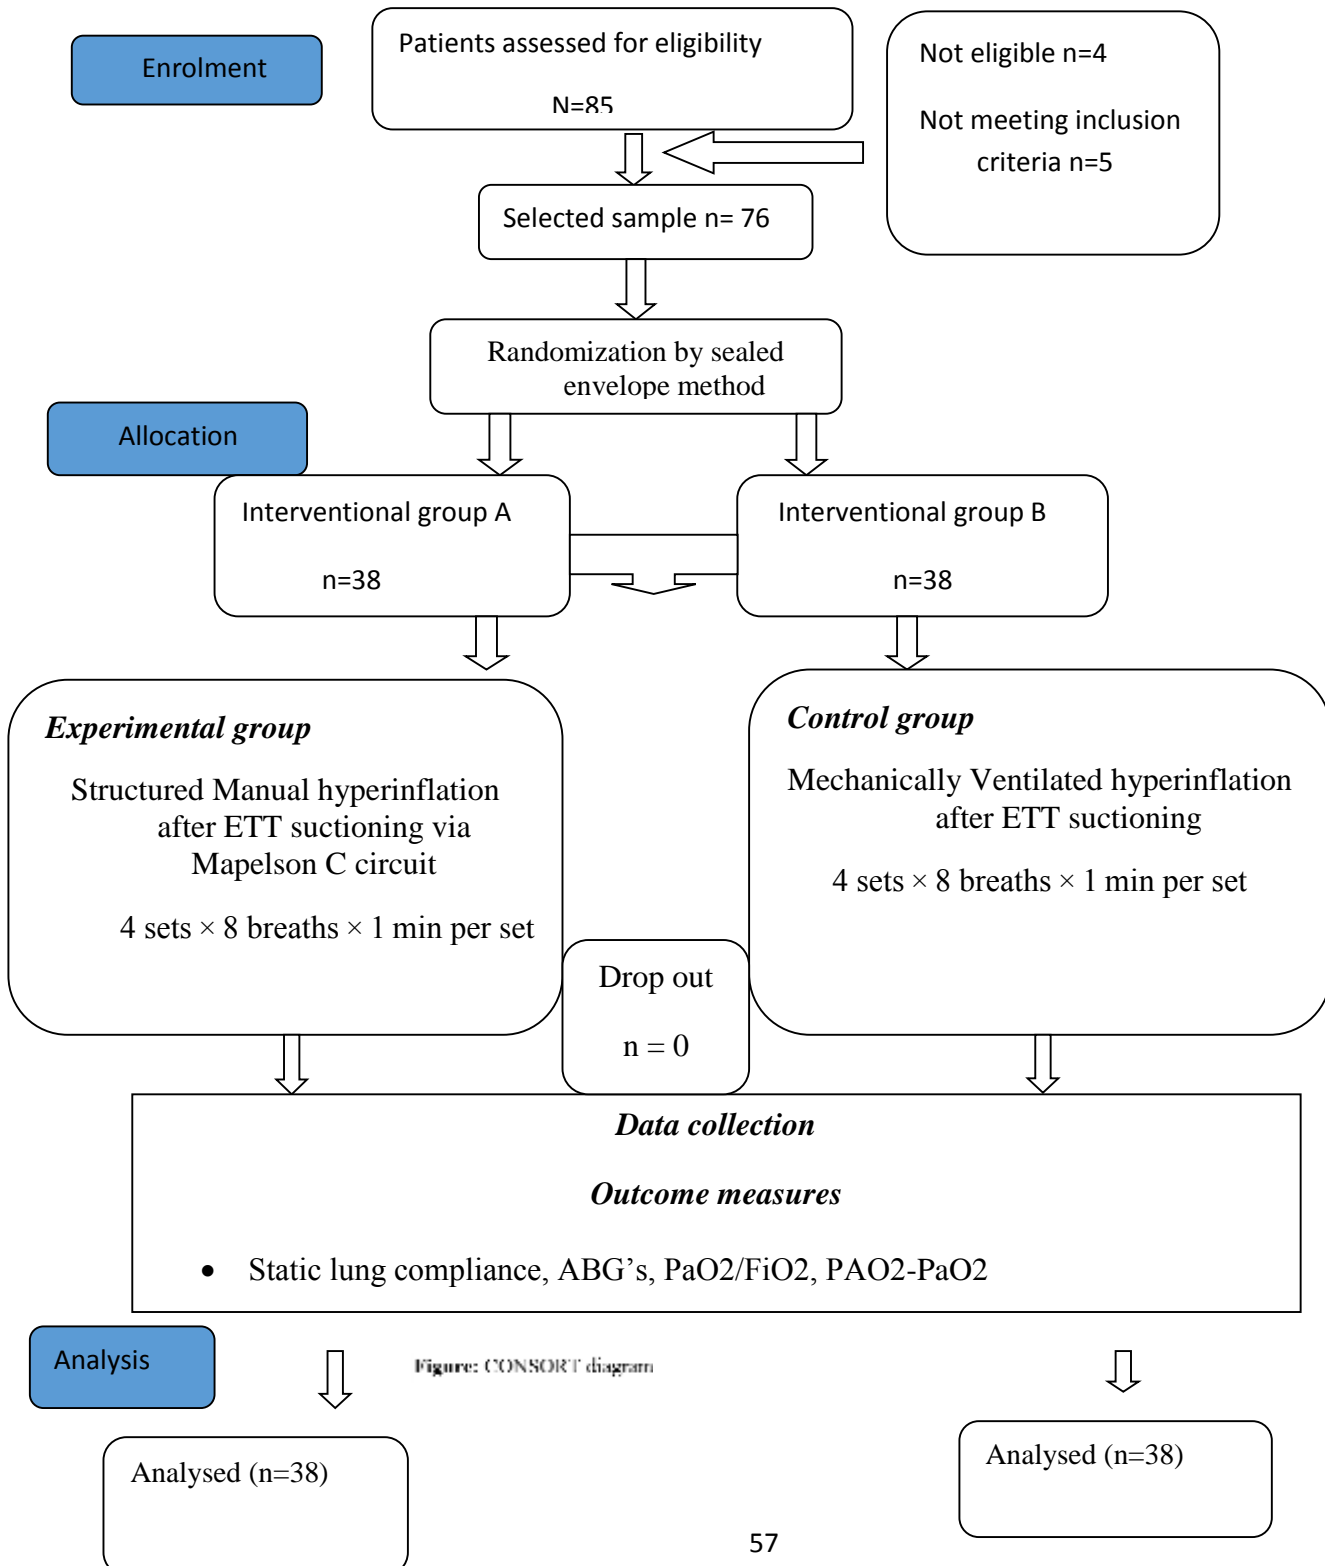 Enrolment
Patients assessed for eligibility
N=85
Not eligible n=4
Not meeting inclusion
criteria n=5
Selected sample n= 76
Randomization by sealed
envelope method
Allocation
Interventional group A
n=38
Interventional group B
n=38
Experimental group
Structured Manual hyperinflation
after ETT suctioning via
Mapelson C circuit
4 sets × 8 breaths × 1 min per set
Control group
Mechanically Ventilated hyperinflation
after ETT suctioning
4 sets × 8 breaths × 1 min per set
Drop out
n = 0
Data collection
Outcome measures
• Static lung compliance, ABG's, PaO2/FiO2, PAO2-PaO2
Analysis
Figure: CONSORT diagram
Analysed (n=38)
Analysed (n=38)
57